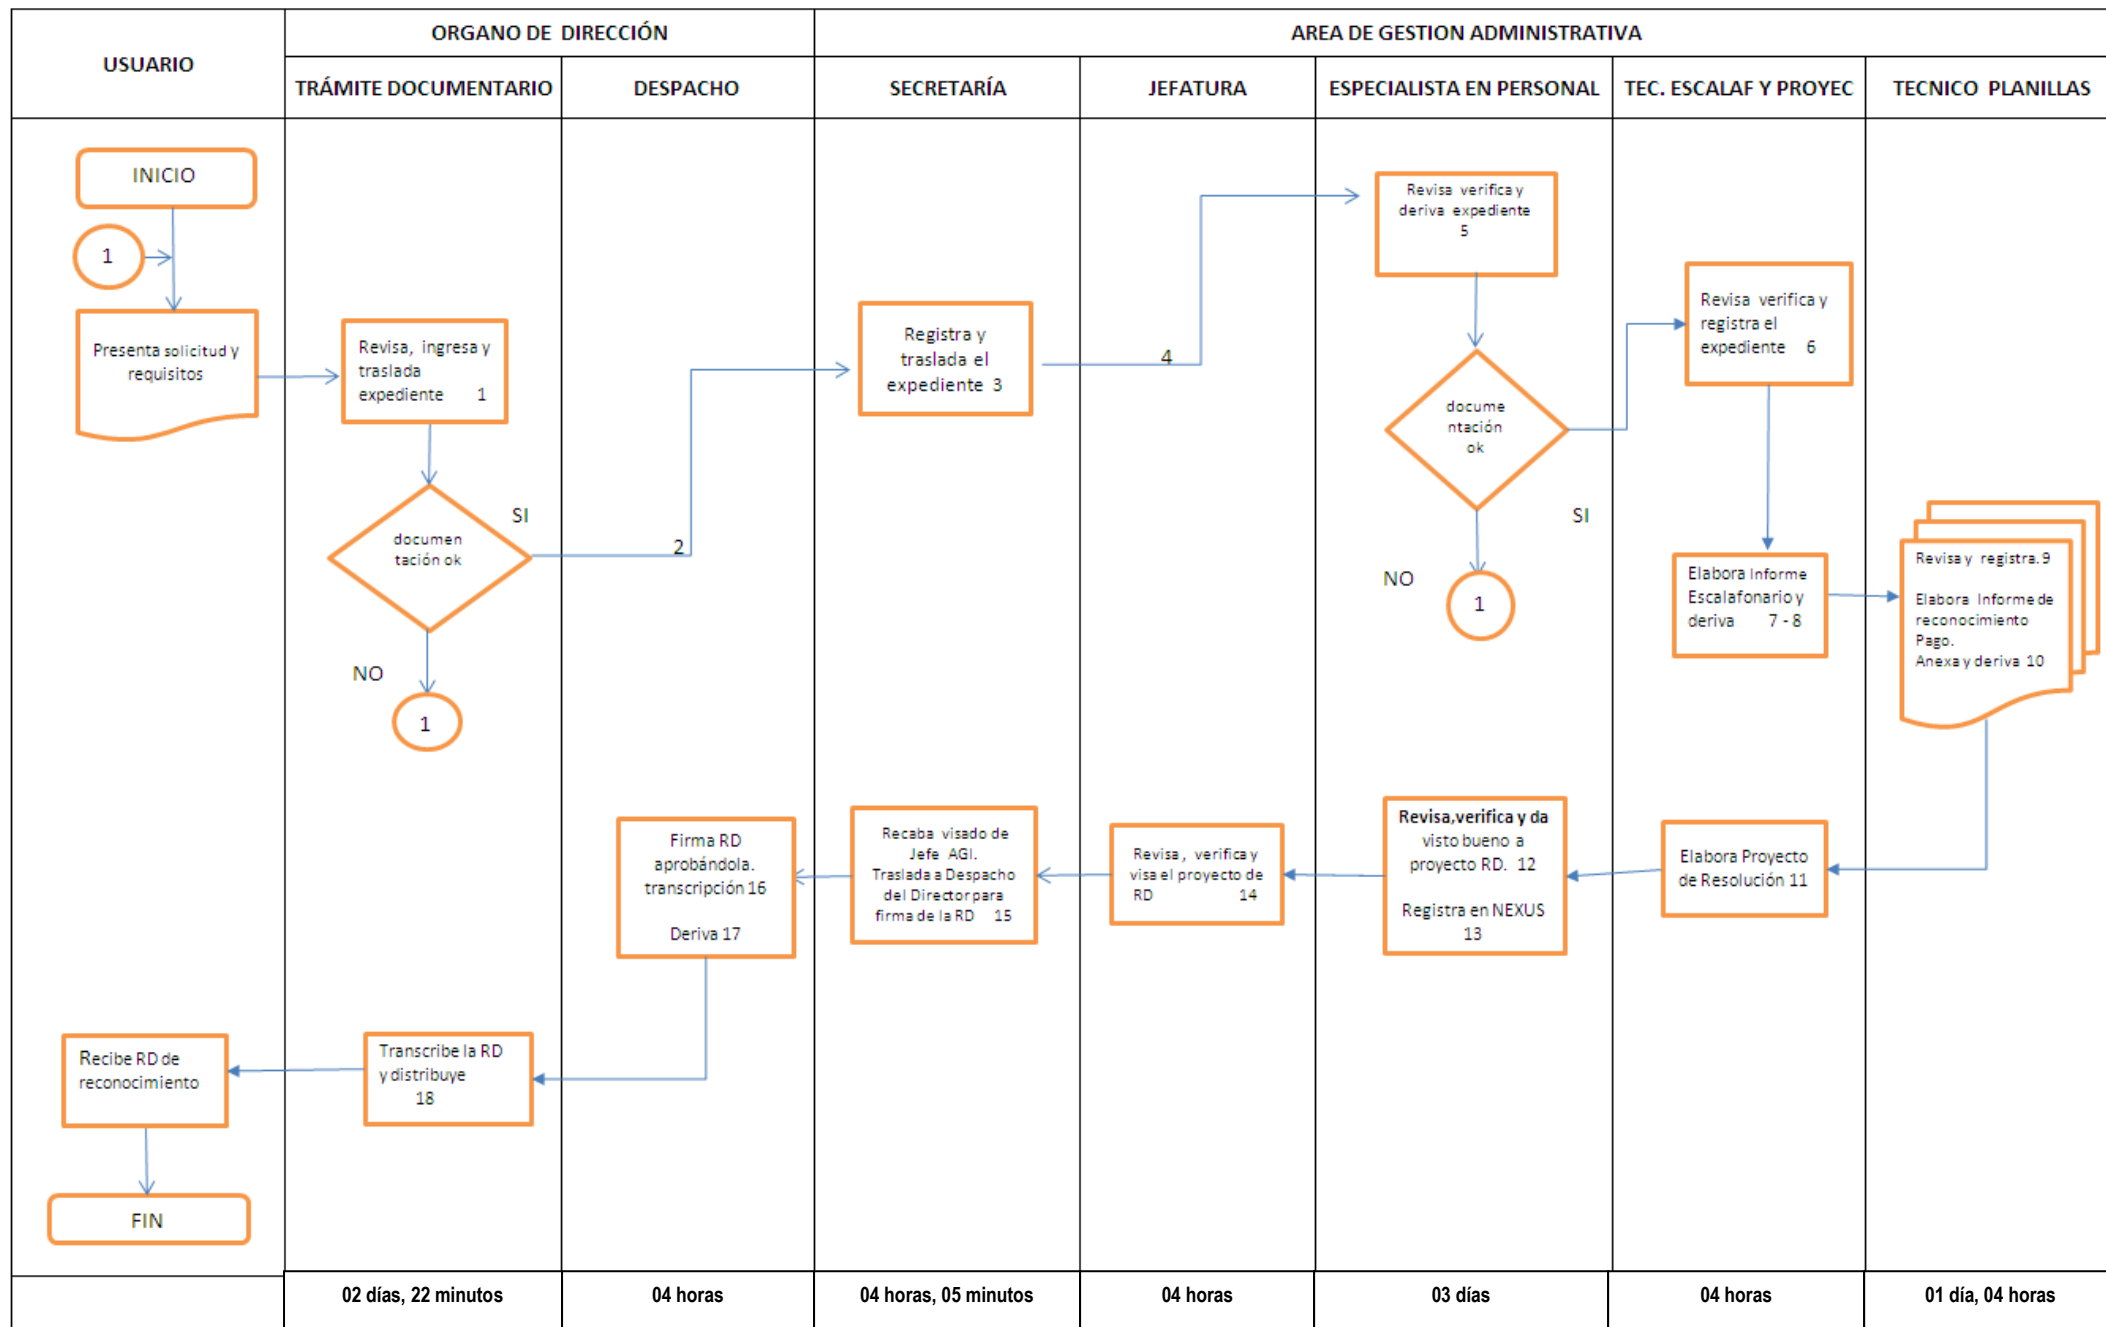 USUARIO
ORGANO DE DIRECCIÓN
AREA DE GESTION ADMINISTRATIVA
TRÁMITE DOCUMENTARIO
DESPACHO
SECRETARÍA
JEFATURA
ESPECIALISTA EN PERSONAL
TEC. ESCALAF Y PROYEC
TECNICO PLANILLAS
INICIO
1
Presenta solicitud y
requisitos
Revisa, ingresa y
traslada
expediente 1
documen
tación ok
SI
NO
1
2
Registra y
traslada el
expediente 3
4
Revisa verifica y
deriva expediente
5
docume
ntación
ok
SI
NO
1
Revisa verifica y
registra el
expediente 6
Elabora Informe
Escalafonario y
deriva 7 - 8
Revisa y registra.9
Elabora Informe de
reconocimiento
Pago.
Anexa y deriva 10
Elabora Proyecto
de Resolución 11
Revisa,verifica y da
visto bueno a
proyecto RD. 12
Registra en NEXUS
13
Revisa, verifica y
visa el proyecto de
RD 14
Recaba visado de
Jefe AGI.
Traslada a Despacho
del Director para
firma de la RD 15
Firma RD
aprobándola.
transcripción 16
Deriva 17
Transcribe la RD
y distribuye
18
Recibe RD de
reconocimiento
FIN
02 días, 22 minutos
04 horas
04 horas, 05 minutos
04 horas
03 días
04 horas
01 día, 04 horas